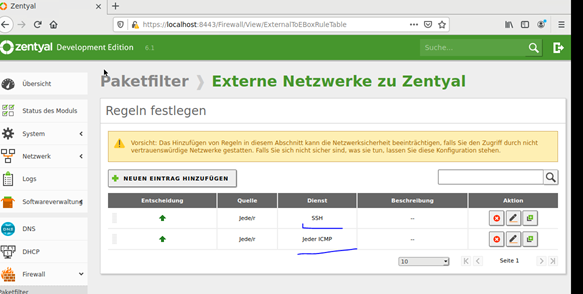 Zentyal
https://localhost:8443/Firewall/View/ExternalToEBoxRuleTable
zentyal Development Edition 6.1
Suche...
Übersicht
Status des Moduls
System
Netzwerk
Logs
Softwareverwaltung
DNS
DHCP
Firewall
Paketfilter
Paketfilter ❭ Externe Netzwerke zu Zentyal
Regeln festlegen
Vorsicht: Das Hinzufügen von Regeln in diesem Abschnitt kann die Netzwerksicherheit beeinträchtigen, falls Sie den Zugriff durch nicht
vertrauenswürdige Netzwerke gestatten. Falls Sie sich nicht sicher sind, was sie tun, lassen Sie diese Konfiguration stehen.
+ NEUEN EINTRAG HINZUFÜGEN
Entscheidung Quelle Dienst Beschreibung Aktion
Jede/r SSH --
Jede/r Jeder ICMP --
10 Seite 1